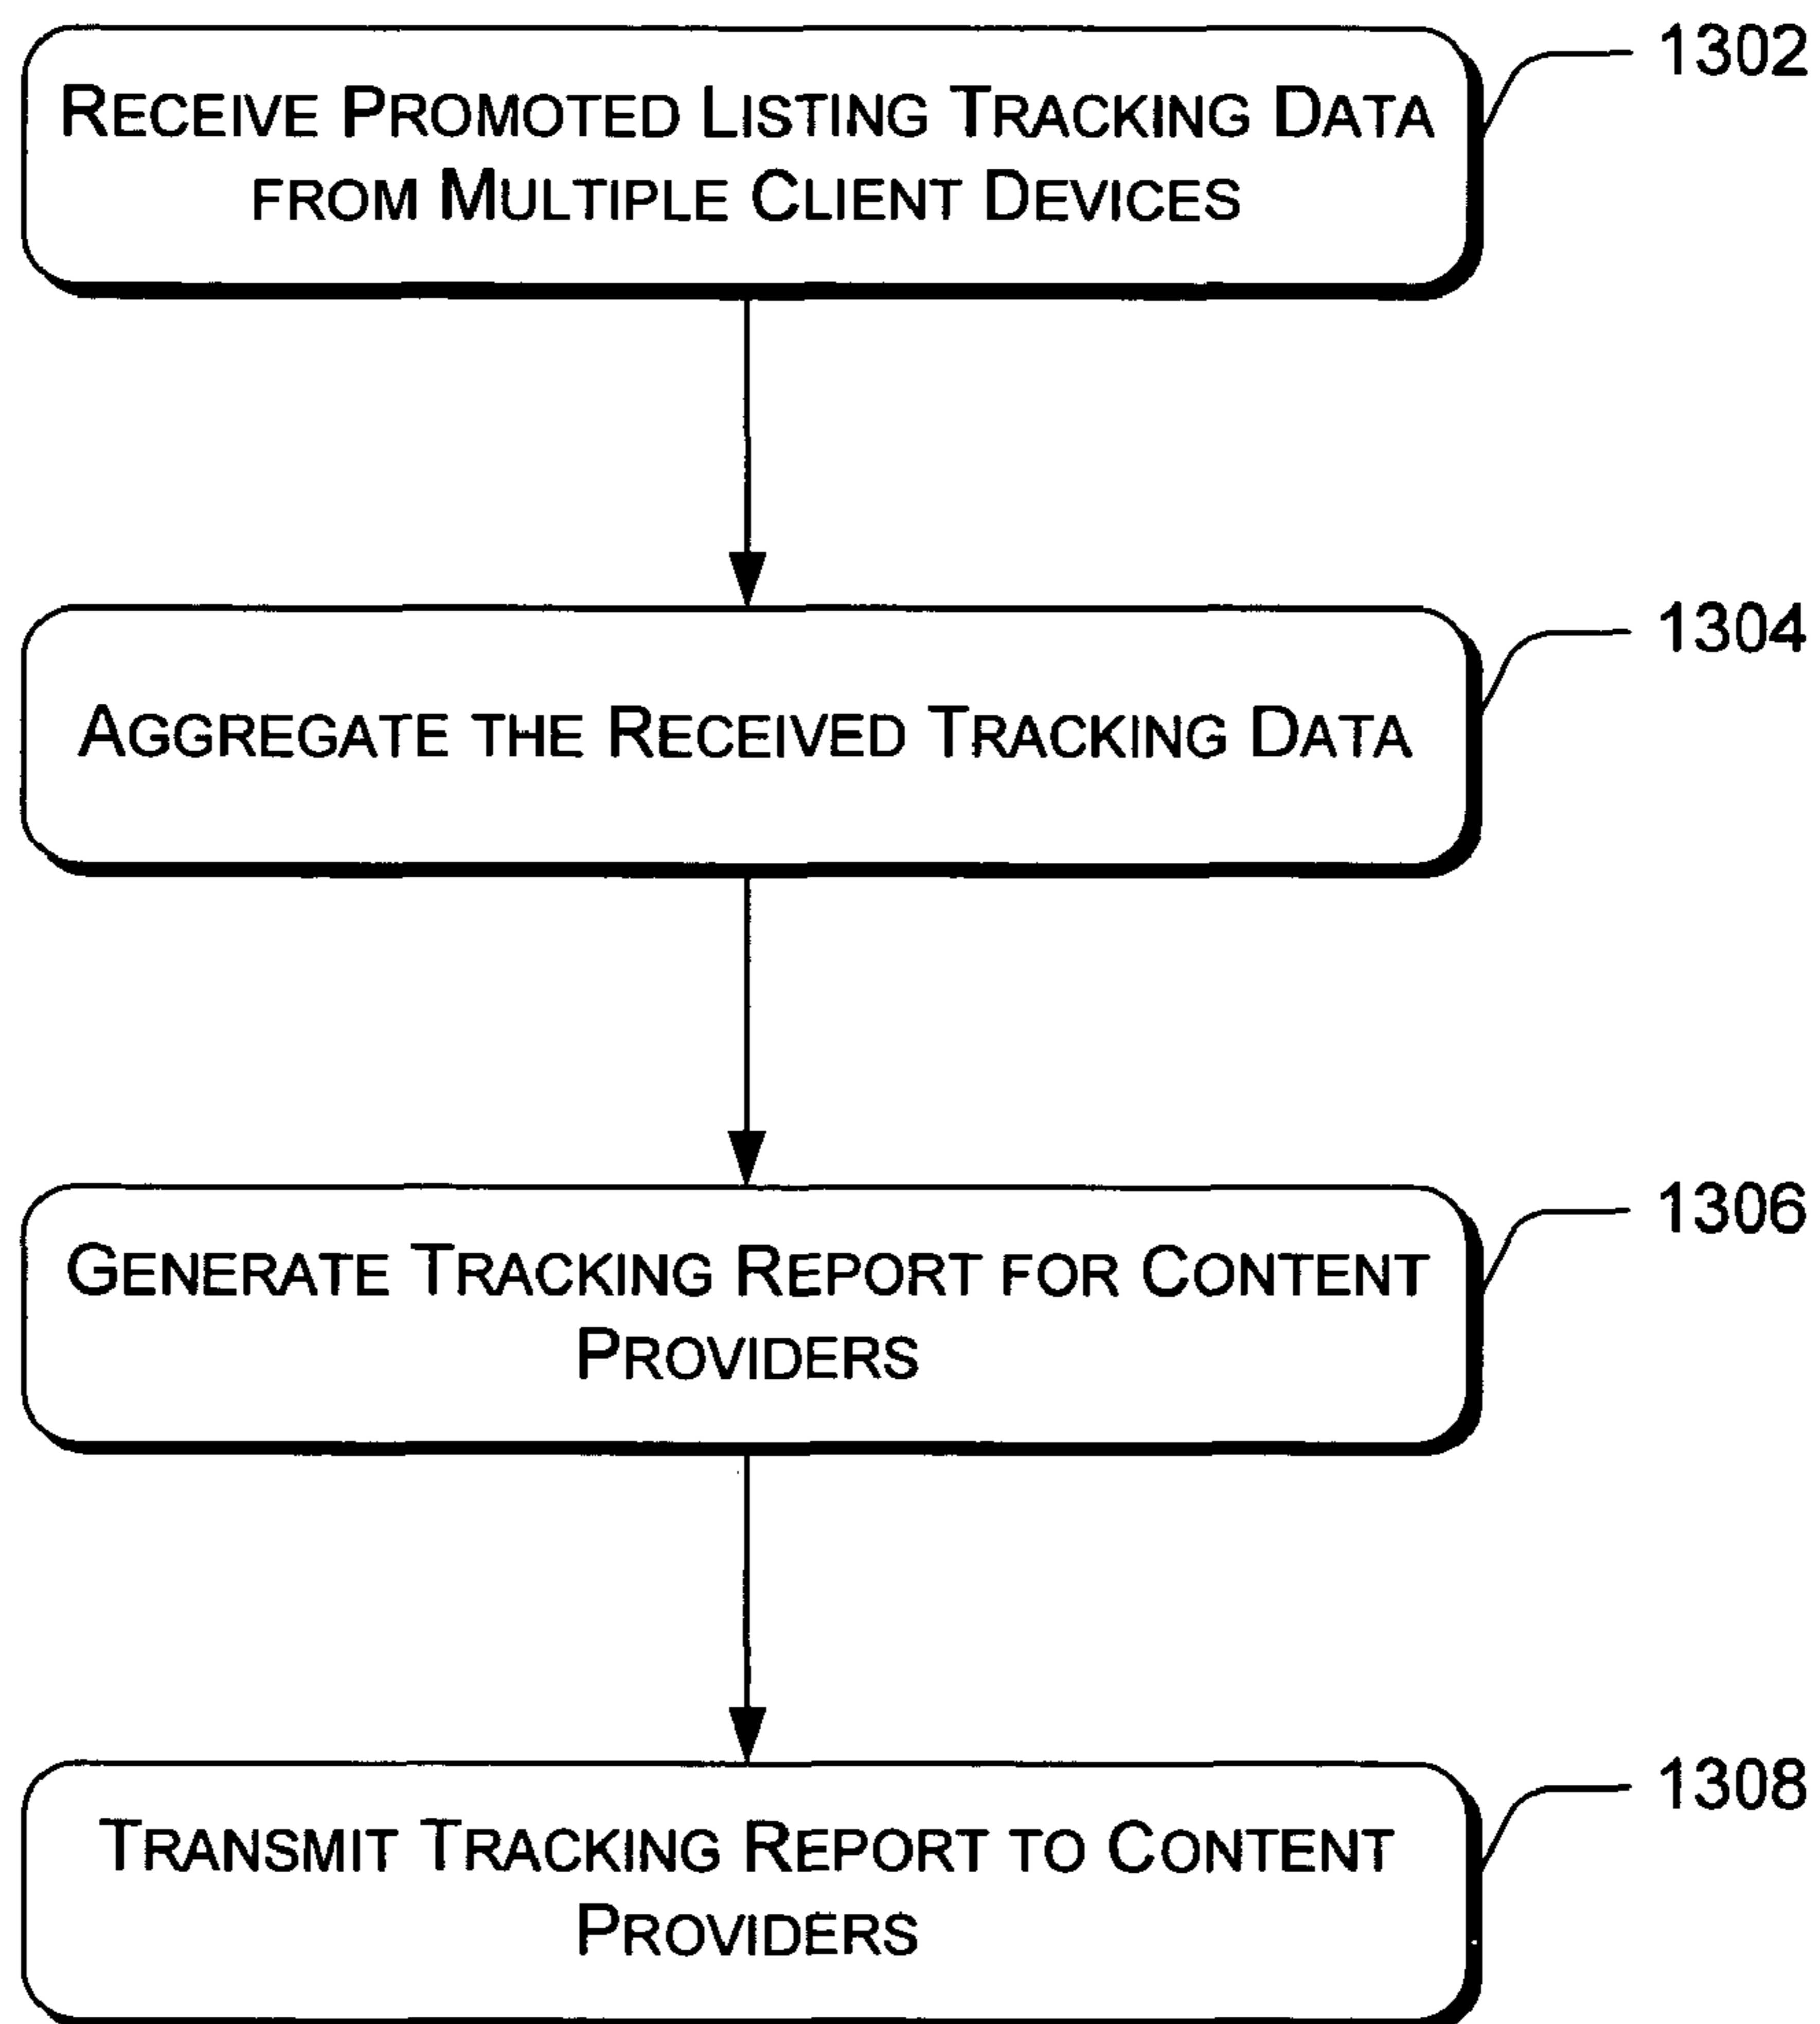 RECEIVE PROMOTED LISTING TRACKING DATA
FROM MULTIPLE CLIENT DEVICES
1302
AGGREGATE THE RECEIVED TRACKING DATA
1304
GENERATE TRACKING REPORT FOR CONTENT
PROVIDERS
1306
TRANSMIT TRACKING REPORT TO CONTENT
PROVIDERS
1308